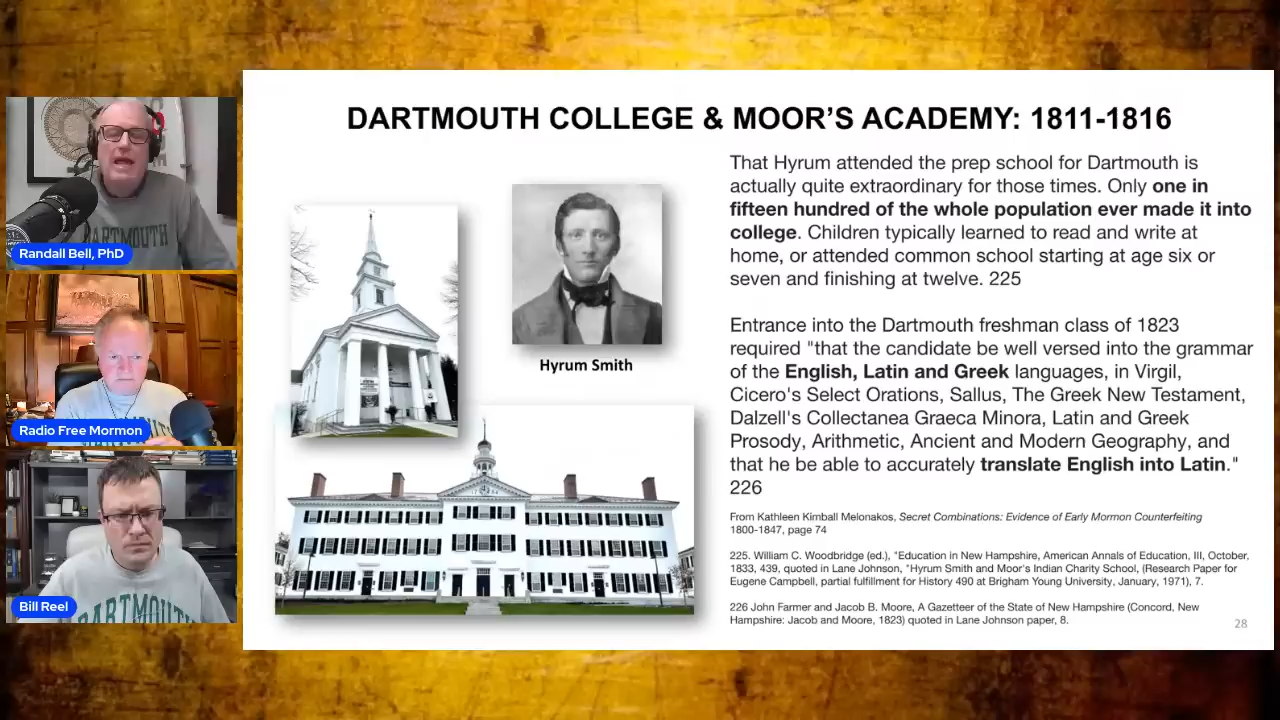 DARTMOUTH
Randall Bell, PhD
Radio Free Mormon
DARTMOUTH
Bill Reel
DARTMOUTH COLLEGE & MOOR'S ACADEMY: 1811-1816
Hyrum Smith
That Hyrum attended the prep school for Dartmouth is
actually quite extraordinary for those times. Only one in
fifteen hundred of the whole population ever made it into
college. Children typically learned to read and write at
home, or attended common school starting at age six or
seven and finishing at twelve. 225
Entrance into the Dartmouth freshman class of 1823
required "that the candidate be well versed into the grammar
of the English, Latin and Greek languages, in Virgil,
Cicero's Select Orations, Sallus, The Greek New Testament,
Dalzell's Collectanea Graeca Minora, Latin and Greek
Prosody, Arithmetic, Ancient and Modern Geography, and
that he be able to accurately translate English into Latin."
226
From Kathleen Kimball Melonakos, Secret Combinations: Evidence of Early Mormon Counterfeiting
1800-1847, page 74
225. William C. Woodbridge (ed.), "Education in New Hampshire, American Annals of Education, III, October,
1833, 439, quoted in Lane Johnson, "Hyrum Smith and Moor's Indian Charity School, (Research Paper for
Eugene Campbell, partial fulfillment for History 490 at Brigham Young University, January, 1971), 7.
226 John Farmer and Jacob B. Moore, A Gazetteer of the State of New Hampshire (Concord, New
Hampshire: Jacob and Moore, 1823) quoted in Lane Johnson paper, 8.
28